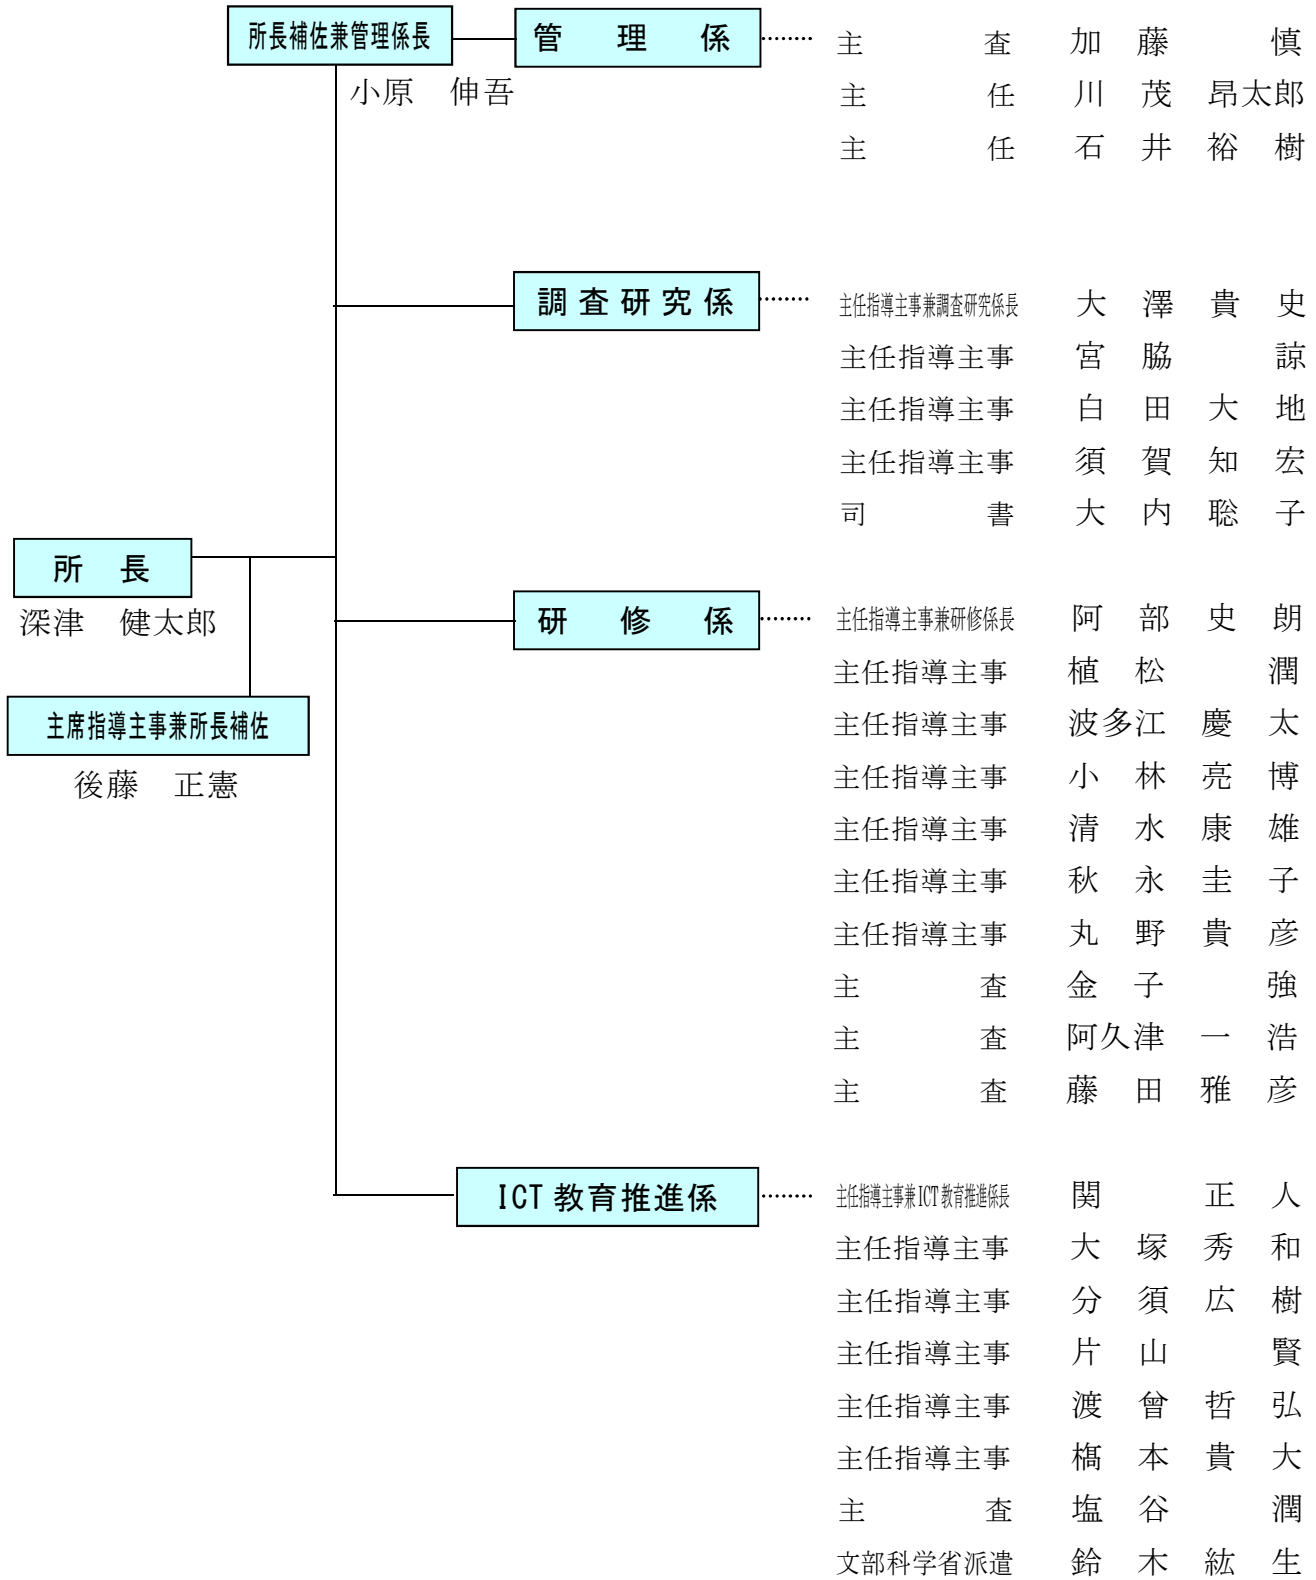 所長補佐兼管理係長
小原　伸吾
管　理　係
主　査　加　藤　慎
主　任　川　茂　昂太郎
主　任　石　井　裕　樹
調査研究係
主任指導主事兼調査研究係長　大　澤　貴　史
主任指導主事　宮　脇　諒
主任指導主事　白　田　大　地
主任指導主事　須　賀　知　宏
司　書　大　内　聡　子
所　長
深津　健太郎
主席指導主事兼所長補佐
後藤　正憲
研　修　係
主任指導主事兼研修係長　阿　部　史　朗
主任指導主事　植　松　潤
主任指導主事　波多江　慶　太
主任指導主事　小　林　亮　博
主任指導主事　清　水　康　雄
主任指導主事　秋　永　圭　子
主任指導主事　丸　野　貴　彦
主　査　金　子　強
主　査　阿久津　一　浩
主　査　藤　田　雅　彦
ICT教育推進係
主任指導主事兼ICT教育推進係長　関　正　人
主任指導主事　大　塚　秀　和
主任指導主事　分　須　広　樹
主任指導主事　片　山　賢
主任指導主事　渡　曾　哲　弘
主任指導主事　槗　本　貴　大
主　査　塩　谷　潤
文部科学省派遣　鈴　木　紘　生